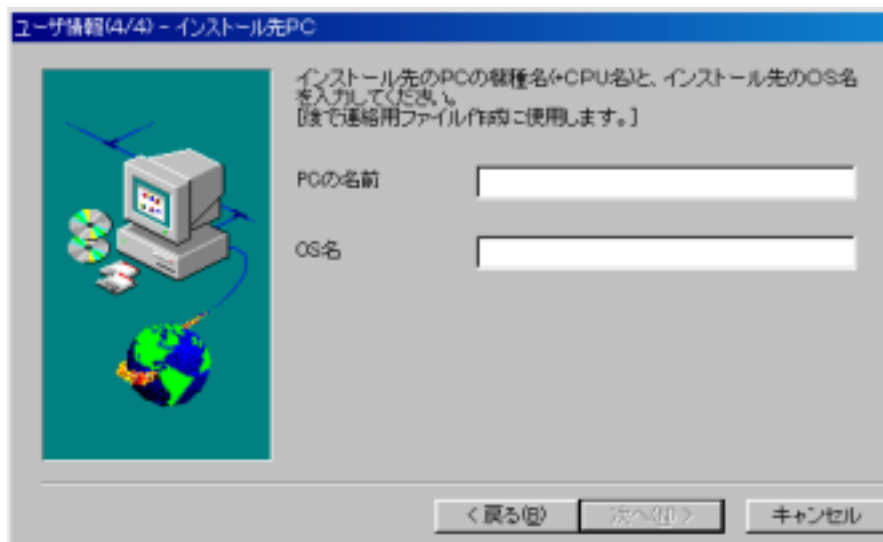 ユーザ情報(4/4) - インストール先PC
インストール先のPCの機種名(+CPU名)と、インストール先のOS名
を入力してください。
[後で連絡用ファイル作成に使用します。]
PCの名前
OS名
< 戻る(B)
次へ(N) >
キャンセル